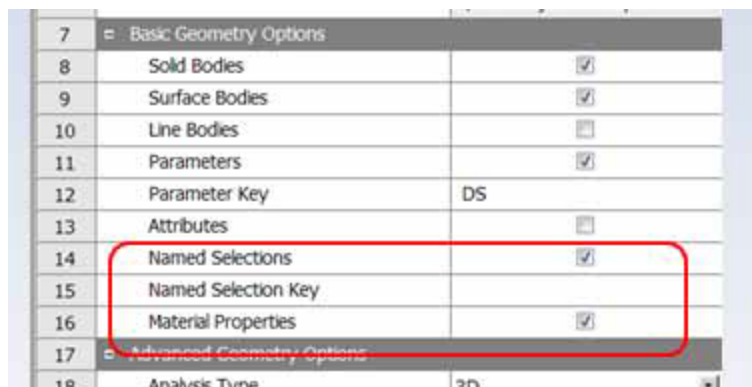 7 Basic Geometry Options
8 Solid Bodies
9 Surface Bodies
10 Line Bodies
11 Parameters
12 Parameter Key DS
13 Attributes
14 Named Selections
15 Named Selection Key
16 Material Properties
17 Advanced Geometry Options
18 Analysis Type 3D